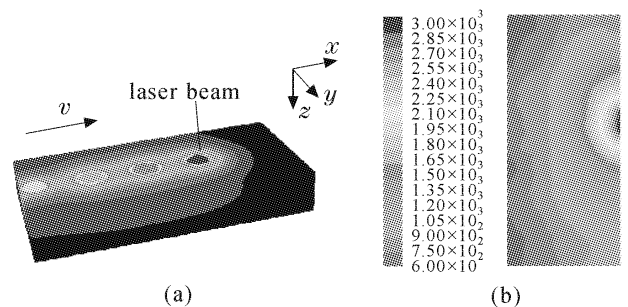 (a)
v
laser beam
x
y
z
3.00×10³
2.85×10³
2.70×10³
2.55×10³
2.40×10³
2.25×10³
2.10×10³
1.95×10³
1.80×10³
1.65×10³
1.50×10³
1.35×10³
1.20×10³
1.05×10³
9.00×10²
7.50×10²
6.00×10²
(b)